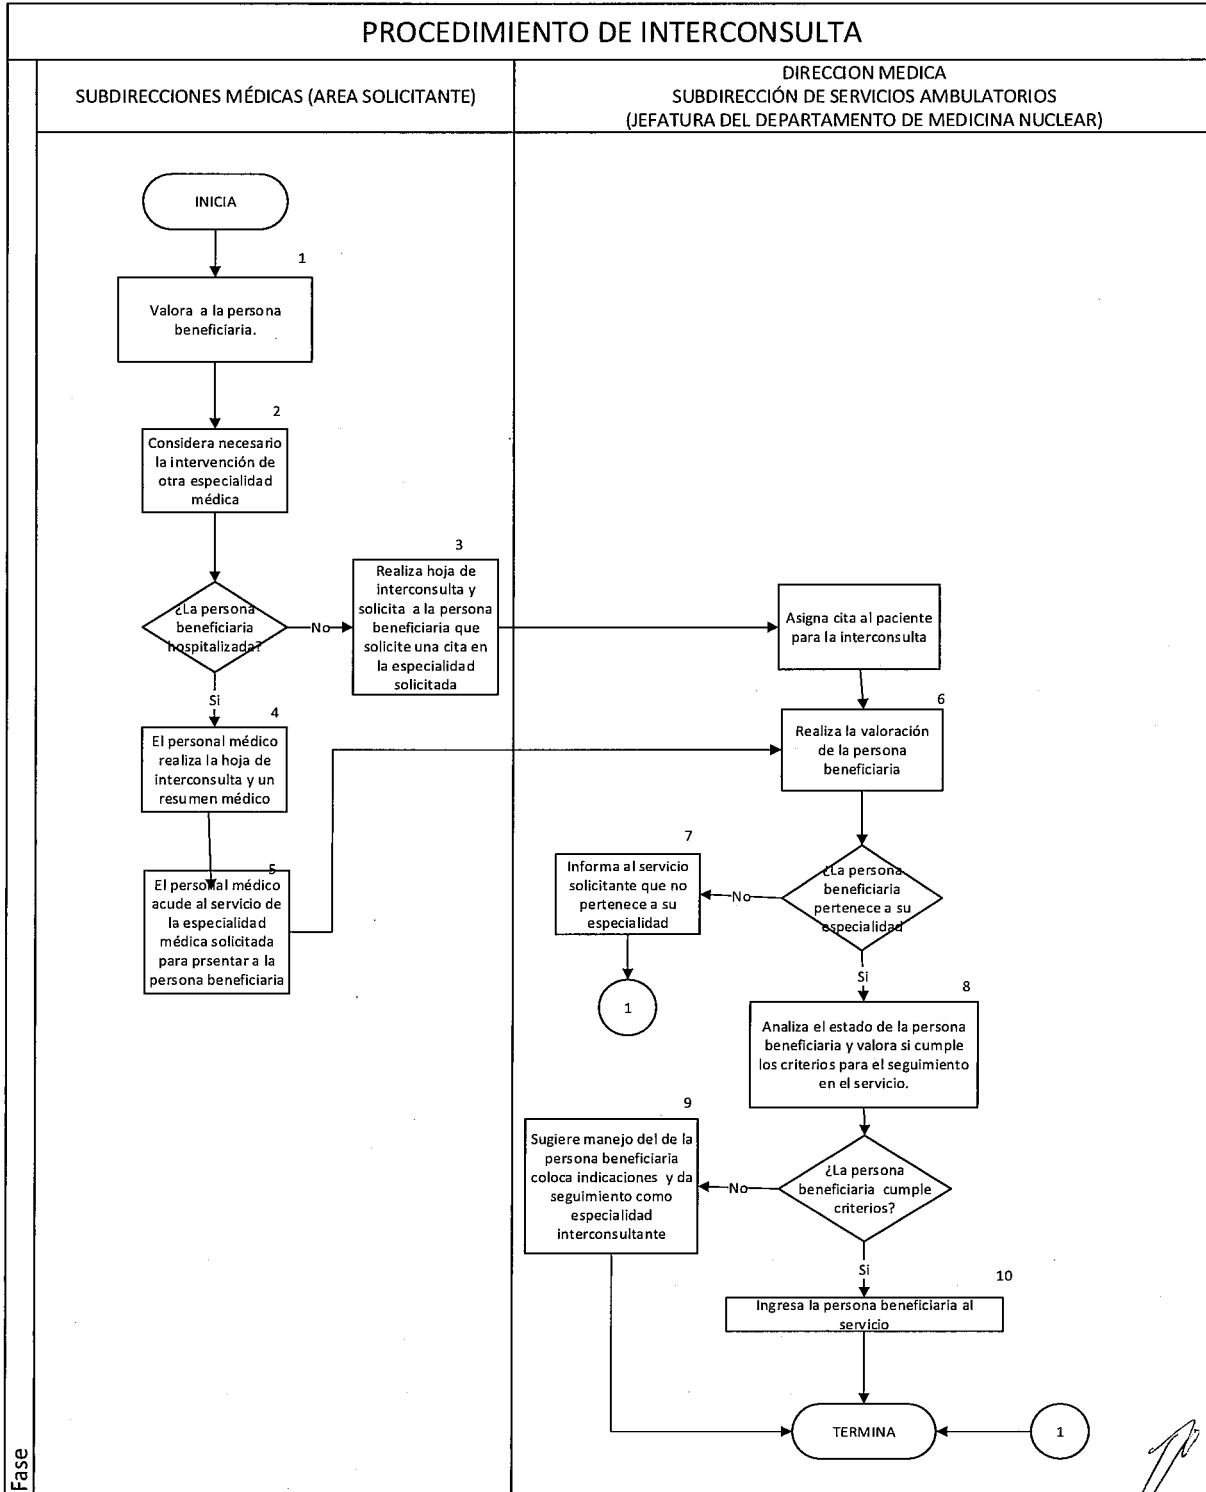 PROCEDIMIENTO DE INTERCONSULTA
SUBDIRECCIONES MÉDICAS (AREA SOLICITANTE)
DIRECCION MEDICA
SUBDIRECCIÓN DE SERVICIOS AMBULATORIOS
(JEFATURA DEL DEPARTAMENTO DE MEDICINA NUCLEAR)
INICIA
1
Valora a la persona
beneficiaria.
2
Considera necesario
la intervención de
otra especialidad
médica
¿La persona
beneficiaria
hospitalizada?
No
3
Realiza hoja de
interconsulta y
solicita a la persona
beneficiaria que
solicite una cita en
la especialidad
solicitada
Asigna cita al paciente
para la interconsulta
Si
4
El personal médico
realiza la hoja de
interconsulta y un
resumen médico
6
Realiza la valoración
de la persona
beneficiaria
5
El personal médico
acude al servicio de
la especialidad
médica solicitada
para prsentar a la
persona beneficiaria
7
Informa al servicio
solicitante que no
pertenece a su
especialidad
No
¿La persona
beneficiaria
pertenece a su
especialidad
1
Si
8
Analiza el estado de la persona
beneficiaria y valora si cumple
los criterios para el seguimiento
en el servicio.
9
Sugiere manejo del de la
persona beneficiaria
coloca indicaciones y da
seguimiento como
especialidad
interconsultante
No
¿La persona
beneficiaria cumple
criterios?
Si
10
Ingresa la persona beneficiaria al
servicio
TERMINA
1
Fase